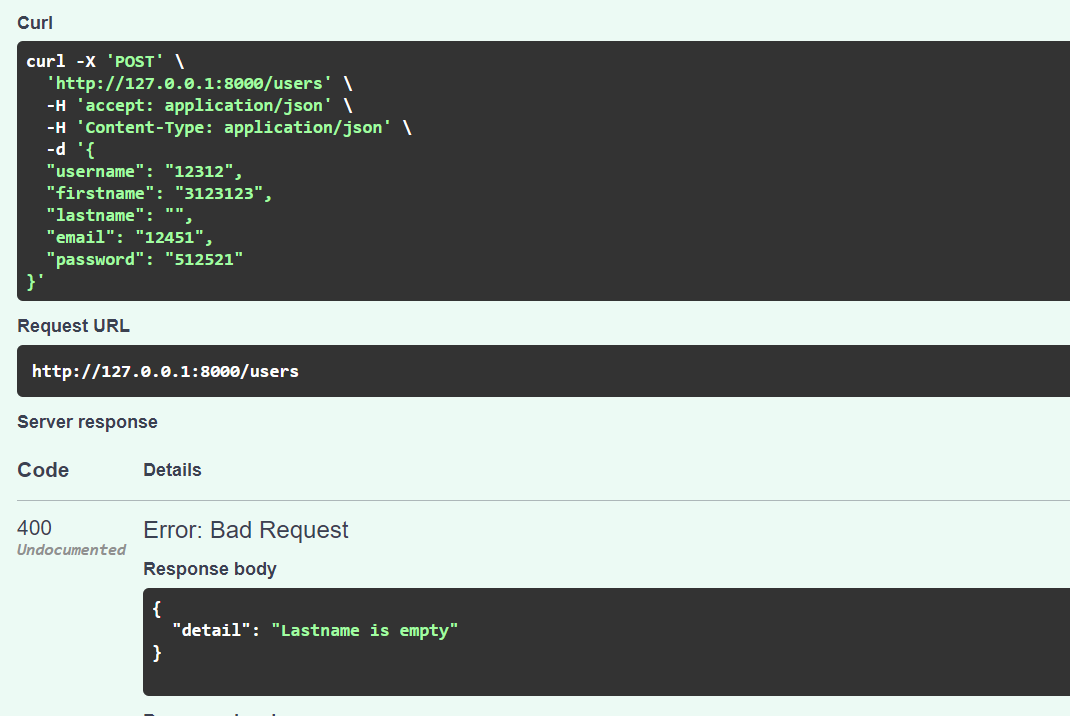 Curl
curl -X 'POST' \
'http://127.0.0.1:8000/users' \
-H 'accept: application/json' \
-H 'Content-Type: application/json' \
-d '{
"username": "12312",
"firstname": "3123123",
"lastname": "",
"email": "12451",
"password": "512521"
}'
Request URL
http://127.0.0.1:8000/users
Server response
Code Details
400 Error: Bad Request
Undocumented
Response body
{
"detail": "Lastname is empty"
}